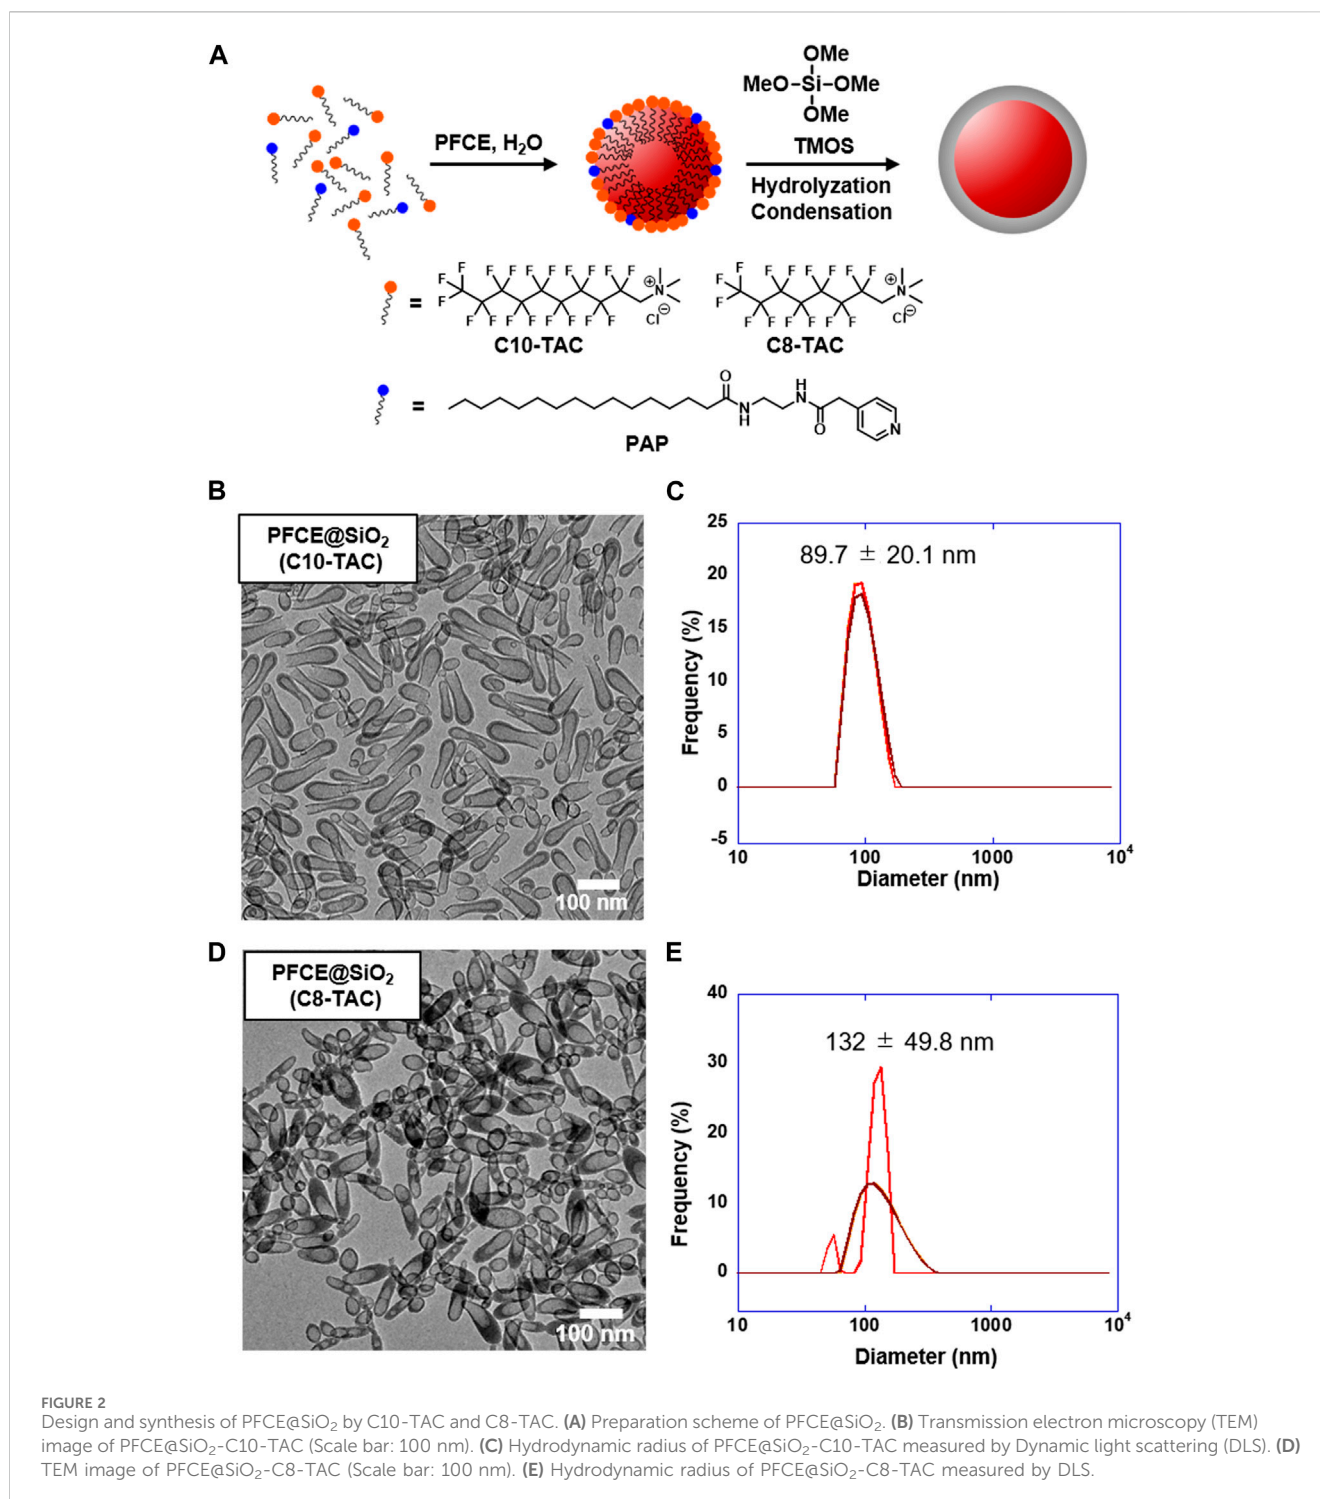 A
OMe
MeO–Si–OMe
OMe
PFCE, H₂O
TMOS
Hydrolyzation
Condensation
F F F F F F F F F F
F
F
F F F F F F F F F
N
Cl
=
C10-TAC
F F F F F F F F
F
F
F F F F F F F
N
Cl
C8-TAC
=
O
N
H
H
N
O
N
PAP
B
PFCE@SiO₂
(C10-TAC)
100 nm
C
25
20
15
10
5
0
-5
Frequency (%)
89.7 ± 20.1 nm
10 100 1000 10⁴
Diameter (nm)
D
PFCE@SiO₂
(C8-TAC)
100 nm
E
40
30
20
10
0
Frequency (%)
132 ± 49.8 nm
10 100 1000 10⁴
Diameter (nm)
FIGURE 2
Design and synthesis of PFCE@SiO₂ by C10-TAC and C8-TAC. (A) Preparation scheme of PFCE@SiO₂. (B) Transmission electron microscopy (TEM)
image of PFCE@SiO₂-C10-TAC (Scale bar: 100 nm). (C) Hydrodynamic radius of PFCE@SiO₂-C10-TAC measured by Dynamic light scattering (DLS). (D)
TEM image of PFCE@SiO₂-C8-TAC (Scale bar: 100 nm). (E) Hydrodynamic radius of PFCE@SiO₂-C8-TAC measured by DLS.